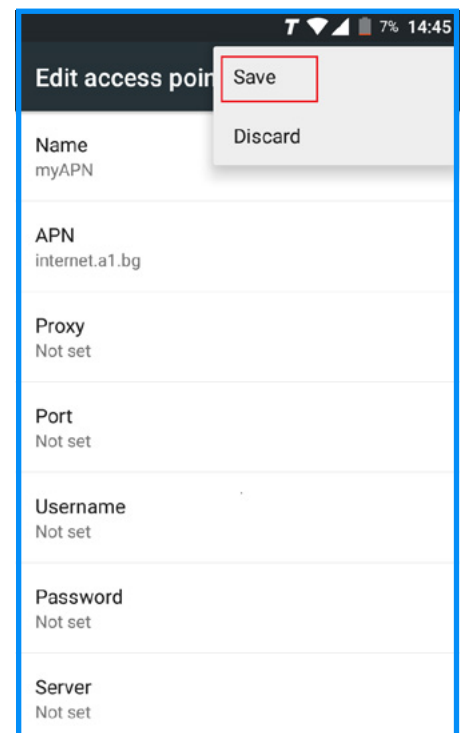 T 7% 14:45
Edit access poin
Save
Discard
Name
myAPN
APN
internet.a1.bg
Proxy
Not set
Port
Not set
Username
Not set
Password
Not set
Server
Not set